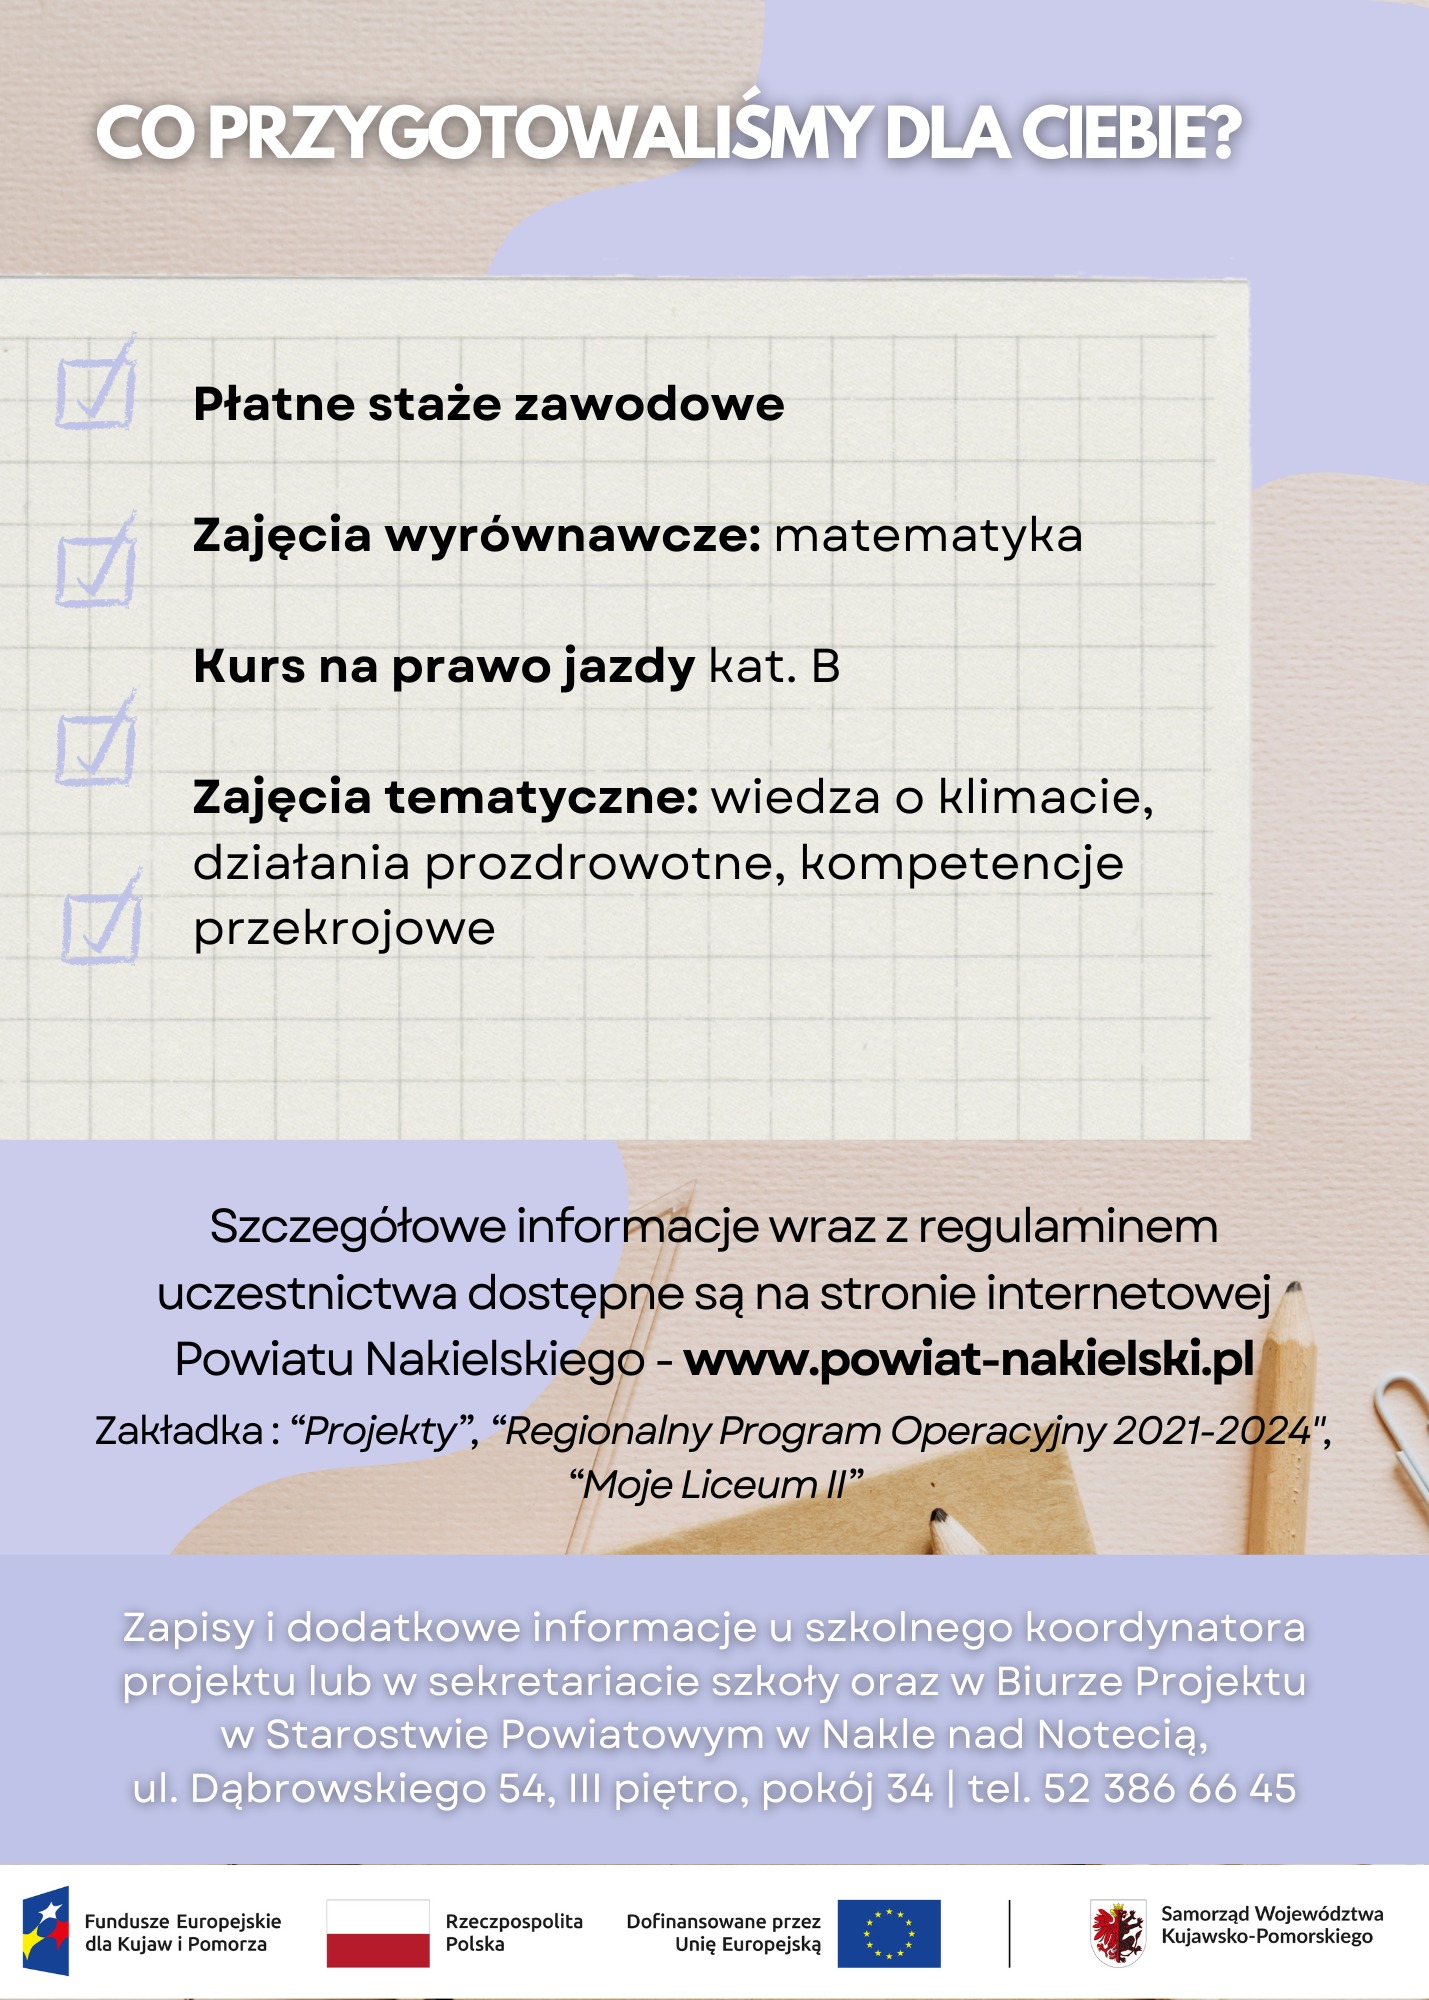 CO PRZYGOTOWALIŚMY DLA CIEBIE?
Płatne staże zawodowe
Zajęcia wyrównawcze: matematyka
Kurs na prawo jazdy kat. B
Zajęcia tematyczne: wiedza o klimacie,
działania prozdrowotne, kompetencje
przekrojowe
Szczegółowe informacje wraz z regulaminem
uczestnictwa dostępne są na stronie internetowej
Powiatu Nakielskiego - www.powiat-nakielski.pl
Zakładka : “Projekty”, “Regionalny Program Operacyjny 2021-2024",
“Moje Liceum II”
Zapisy i dodatkowe informacje u szkolnego koordynatora
projektu lub w sekretariacie szkoły oraz w Biurze Projektu
w Starostwie Powiatowym w Nakle nad Notecią,
ul. Dąbrowskiego 54, III piętro, pokój 34 | tel. 52 386 66 45
Fundusze Europejskie
dla Kujaw i Pomorza
Rzeczpospolita
Polska
Dofinansowane przez
Unię Europejską
Samorząd Województwa
Kujawsko-Pomorskiego